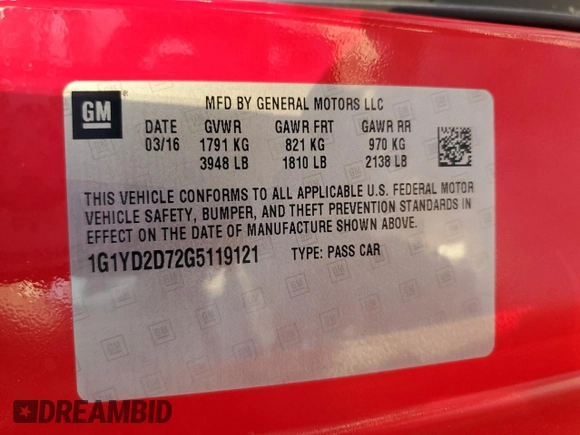 GM
MFD BY GENERAL MOTORS LLC
DATE GVWR GAWR FRT GAWR RR
03/16 1791 KG 821 KG 970 KG
3948 LB 1810 LB 2138 LB
THIS VEHICLE CONFORMS TO ALL APPLICABLE U.S. FEDERAL MOTOR
VEHICLE SAFETY, BUMPER, AND THEFT PREVENTION STANDARDS IN
EFFECT ON THE DATE OF MANUFACTURE SHOWN ABOVE.
1G1YD2D72G5119121 TYPE: PASS CAR
DREAMBID